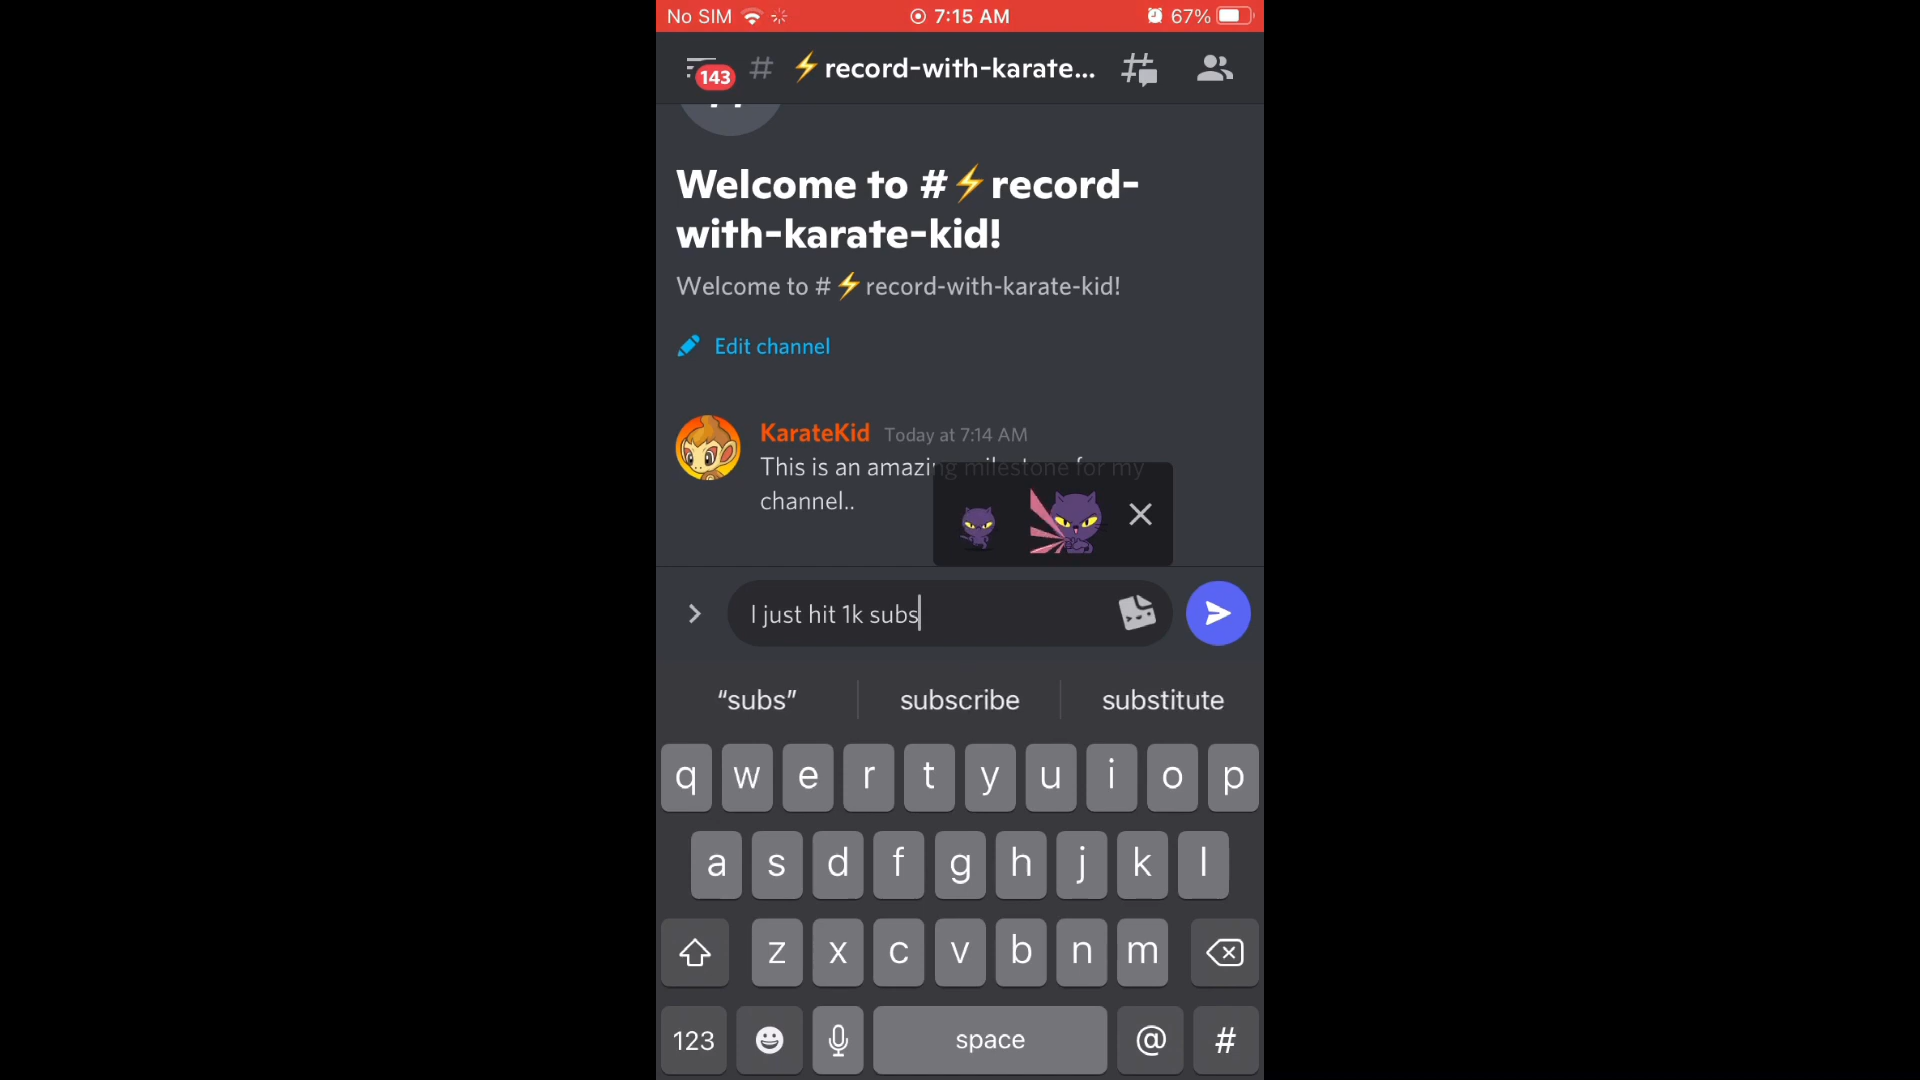 No SIM 7:15 AM 67%
143 # ⚡record-with-karate...
Welcome to #⚡record-
with-karate-kid!
Welcome to #⚡record-with-karate-kid!
Edit channel
KarateKid Today at 7:14 AM
This is an amazing milestone for my
channel..
I just hit 1k subs
“subs” subscribe substitute
q w e r t y u i o p
a s d f g h j k l
z x c v b n m
123 space @ #